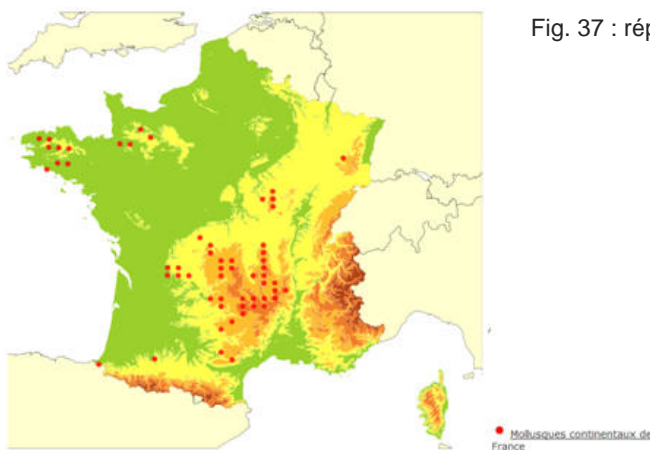 Fig. 37 : rép
Mollusques continentaux de
France